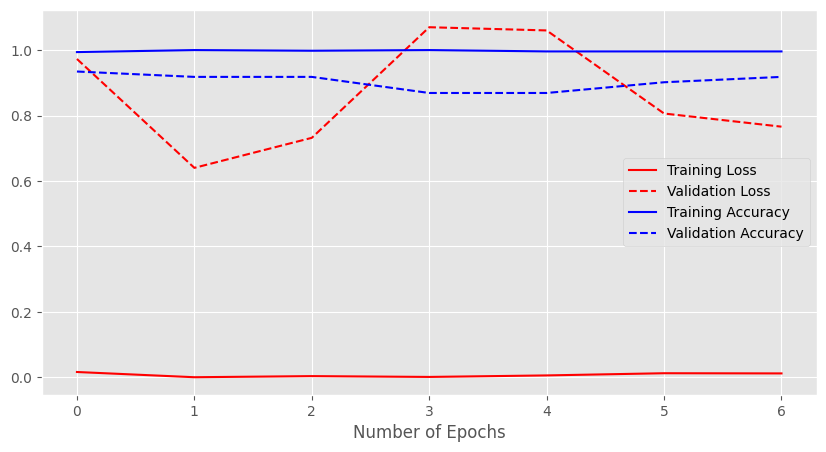 1.0
0.8
0.6
0.4
0.2
0.0
Training Loss
Validation Loss
Training Accuracy
Validation Accuracy
0 1 2 3 4 5 6
Number of Epochs